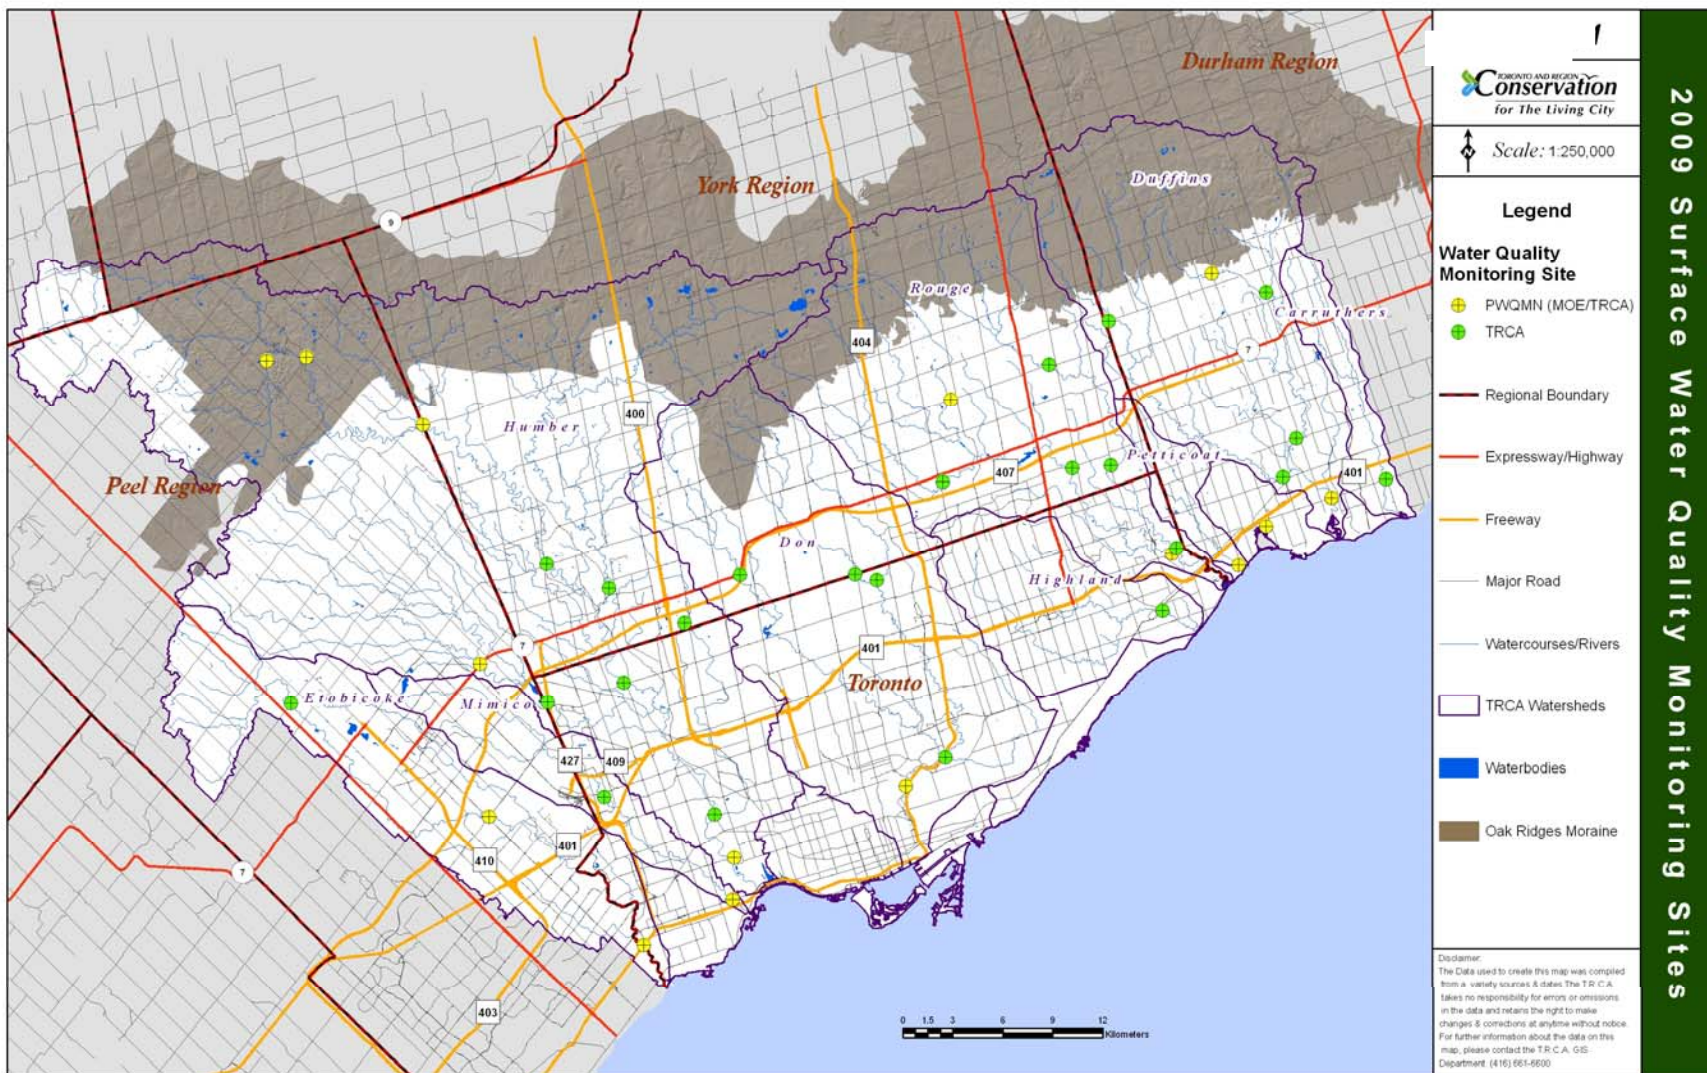 Durham Region
York Region
Duffins
9
Rouge
Carruthers
7
404
400
Humber
Peel Region
407
Petticoat
401
Don
Highland
7
401
Toronto
Etobicoke
Mimico
427
409
401
410
7
403
0 1.5 3 6 9 12
Kilometers
TORONTO AND REGION
Conservation
for The Living City
N
Scale: 1:250,000
Legend
Water Quality
Monitoring Site
PWQMN (MOE/TRCA)
TRCA
Regional Boundary
Expressway/Highway
Freeway
Major Road
Watercourses/Rivers
TRCA Watersheds
Waterbodies
Oak Ridges Moraine
Disclaimer:
The Data used to create this map was compiled
from a variety sources & dates. The T.R.C.A.
takes no responsibility for errors or omissions
in the data and retains the right to make
changes & corrections at anytime without notice.
For further information about the data on this
map, please contact the T.R.C.A. GIS
Department. (416) 661-6600
2009 Surface Water Quality Monitoring Sites